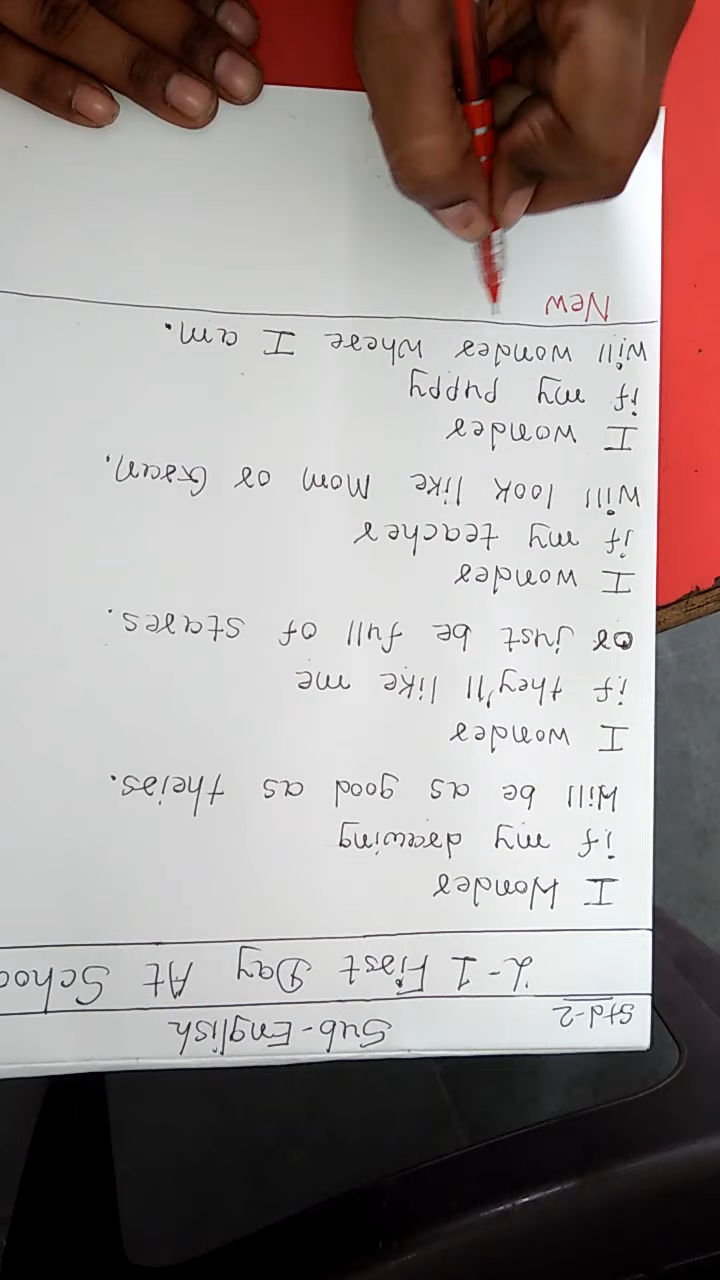 Std-2 Sub-English
L-1 First Day At Schoo
I Wonder
if my drawing
Will be as good as theirs.
I wonder
if they'll like me
or just be full of stares.
I wonder
if my teacher
will look like Mom or Gram.
I wonder
if my puppy
will wonder where I am.
New